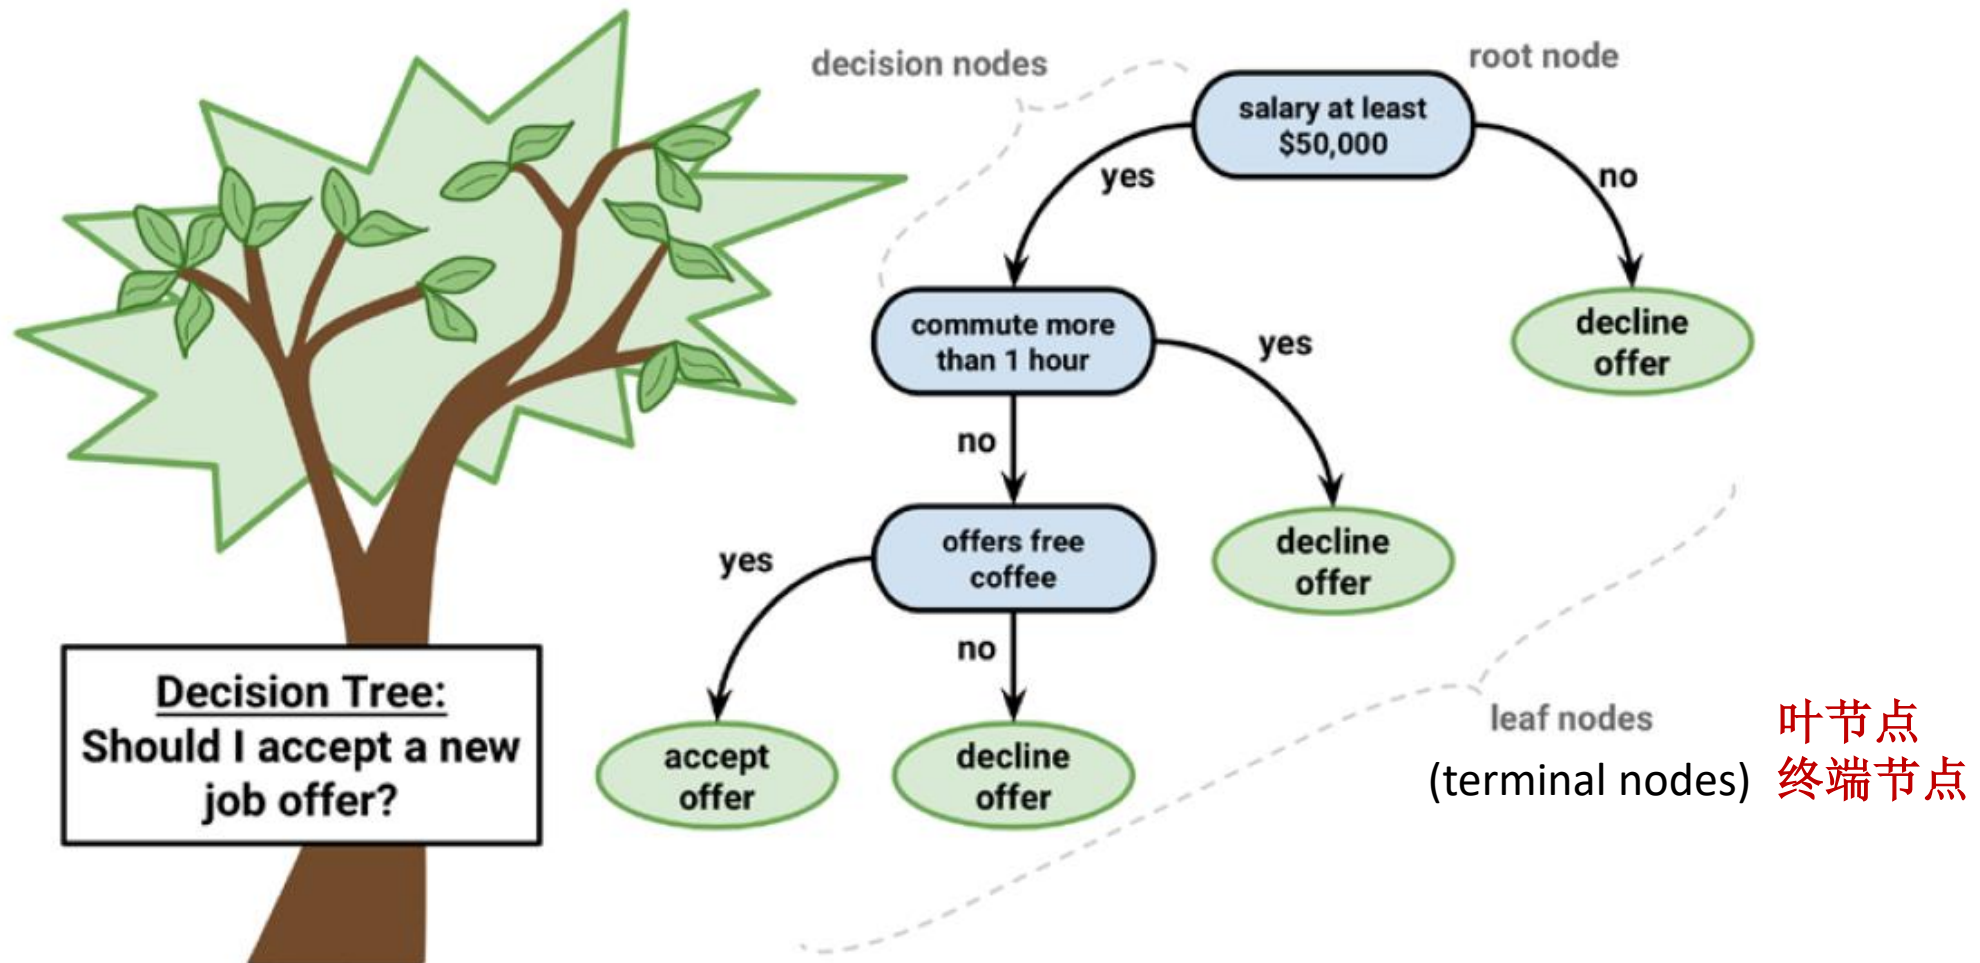 decision nodes
root node
salary at least
$50,000
yes
no
commute more
than 1 hour
yes
decline
offer
no
offers free
coffee
decline
offer
yes
no
Decision Tree:
Should I accept a new
job offer?
accept
offer
decline
offer
leaf nodes
叶节点
(terminal nodes)
终端节点